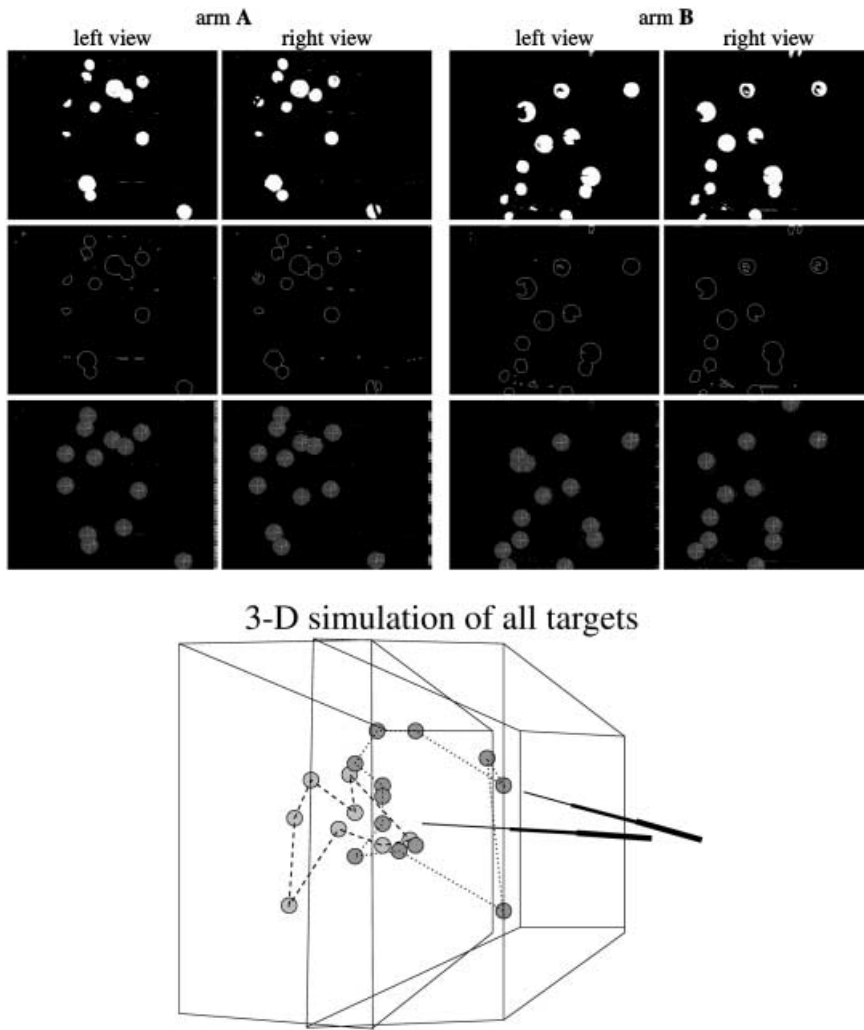 arm A
arm B
left view
right view
left view
right view
3-D simulation of all targets